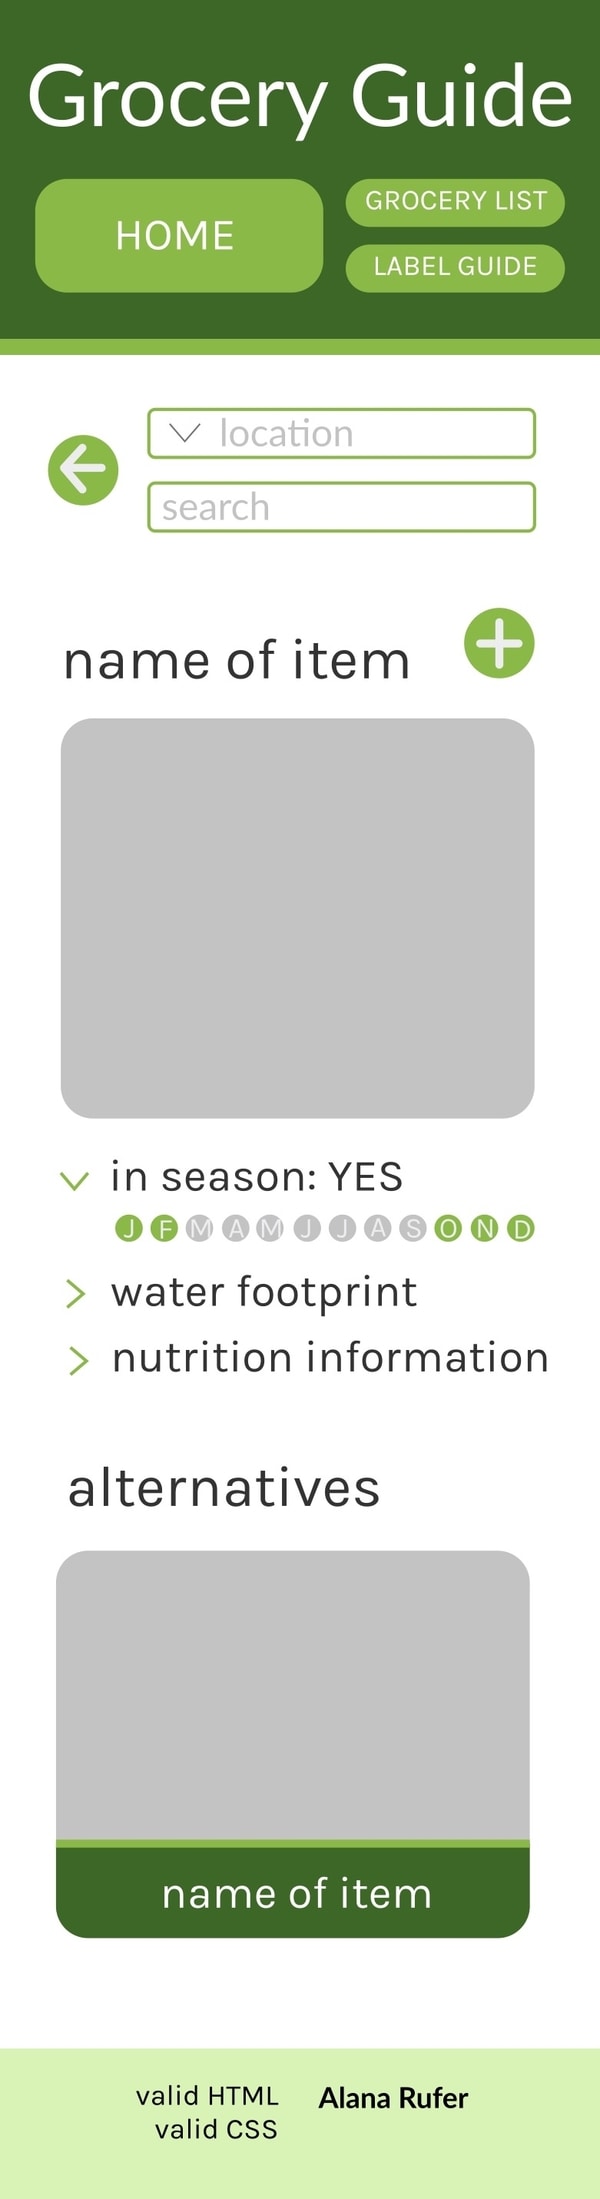 Grocery Guide
HOME
GROCERY LIST
LABEL GUIDE
location
search
name of item
in season: YES
J F M A M J J A S O N D
water footprint
nutrition information
alternatives
name of item
valid HTML
valid CSS
Alana Rufer